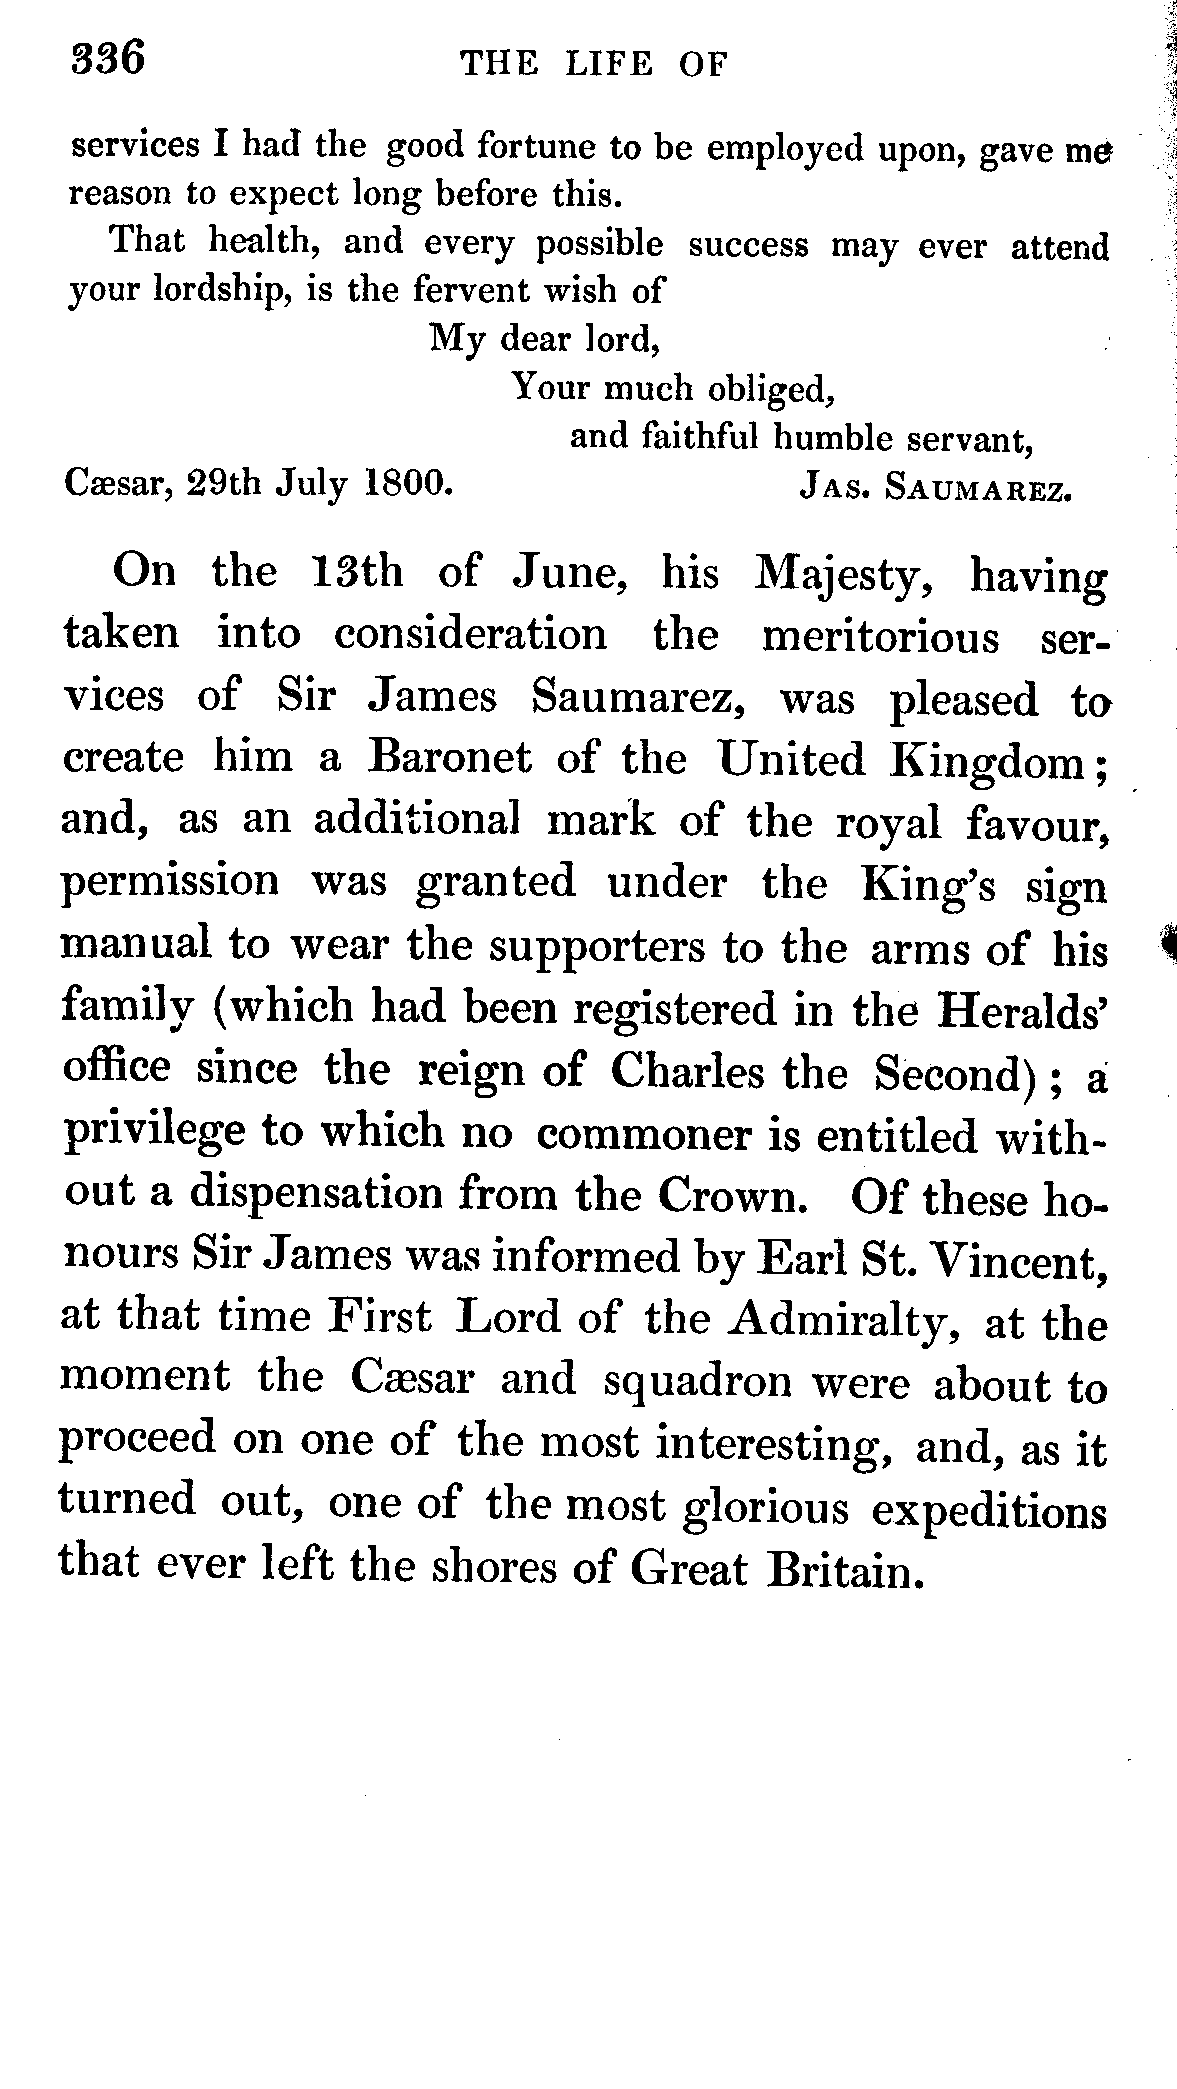 336 THE LIFE OF
services I had the good fortune to be employed upon, gave me
reason to expect long before this.
That health, and every possible success may ever attend
your lordship, is the fervent wish of
My dear lord,
Your much obliged,
and faithful humble servant,
Cæsar, 29th July 1800. JAS. SAUMAREZ.
On the 13th of June, his Majesty, having
taken into consideration the meritorious ser-
vices of Sir James Saumarez, was pleased to
create him a Baronet of the United Kingdom;
and, as an additional mark of the royal favour,
permission was granted under the King's sign
manual to wear the supporters to the arms of his
family (which had been registered in the Heralds'
office since the reign of Charles the Second); a
privilege to which no commoner is entitled with-
out a dispensation from the Crown. Of these ho-
nours Sir James was informed by Earl St. Vincent,
at that time First Lord of the Admiralty, at the
moment the Cæsar and squadron were about to
proceed on one of the most interesting, and, as it
turned out, one of the most glorious expeditions
that ever left the shores of Great Britain.